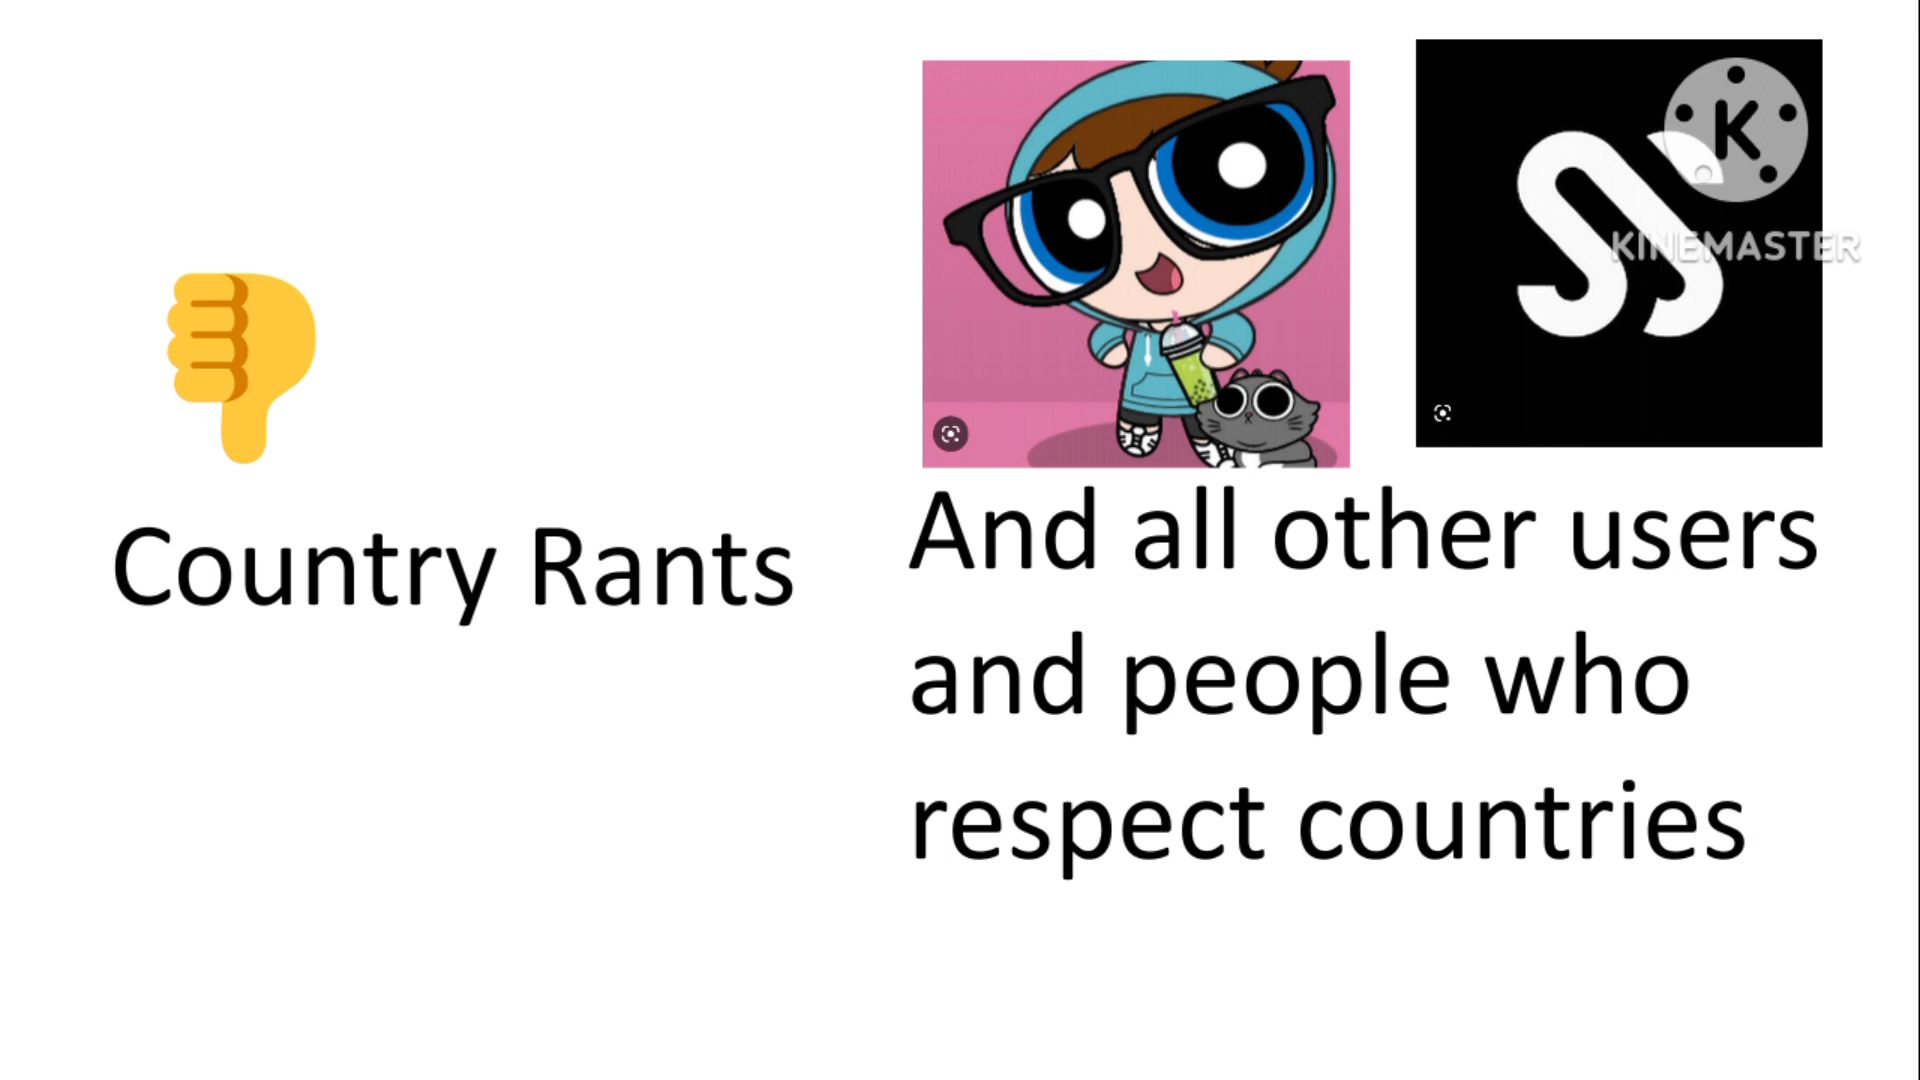 K
KINEMASTER
Country Rants
And all other users
and people who
respect countries